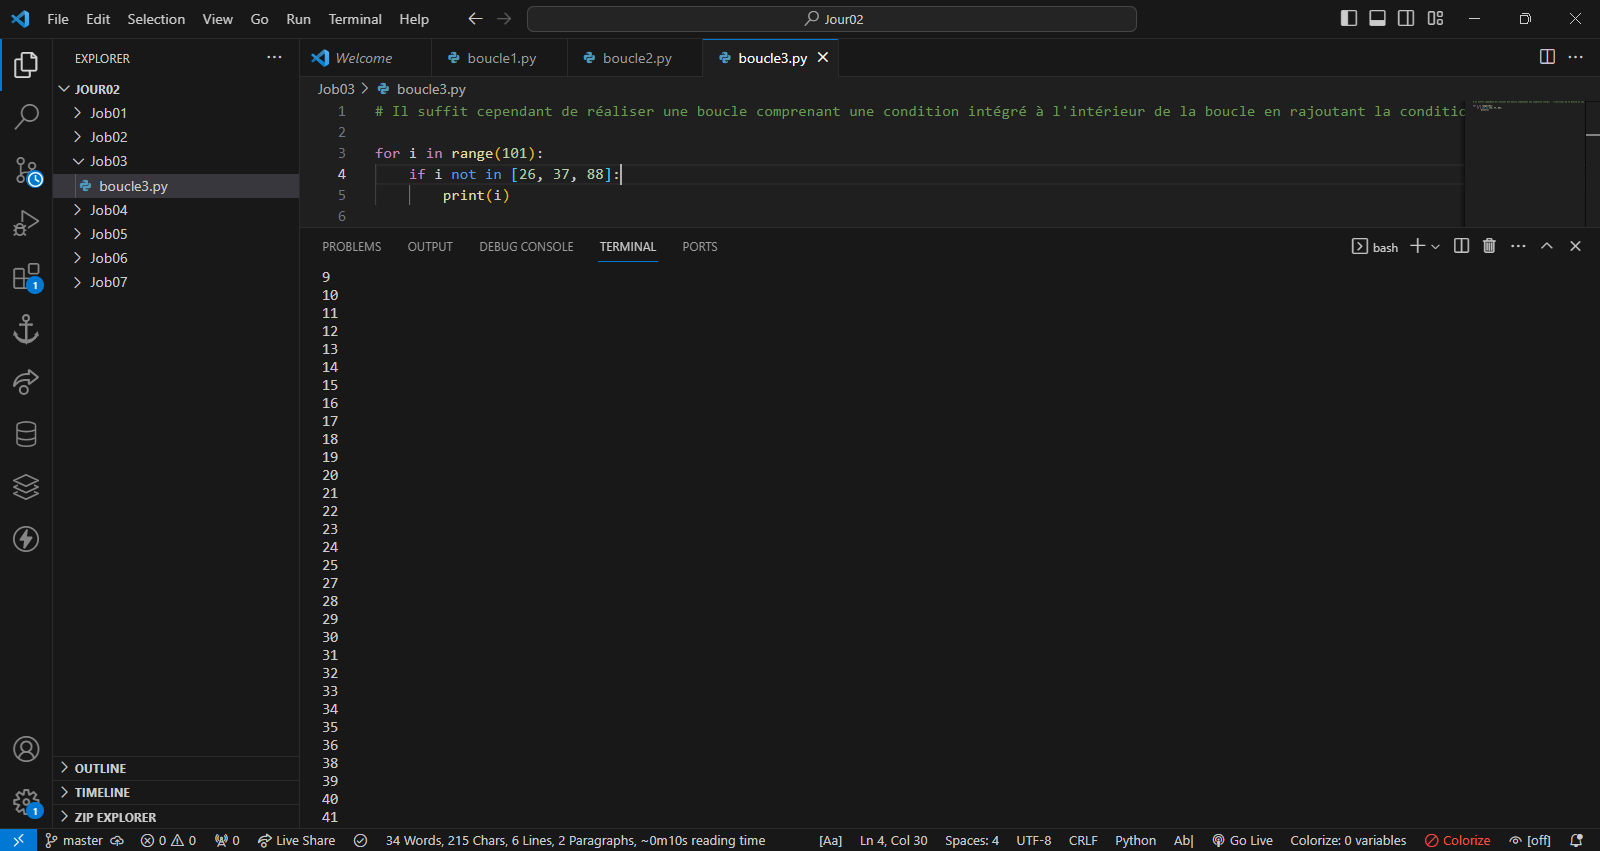 File Edit Selection View Go Run Terminal Help
Jour02
EXPLORER
JOUR02
Job01
Job02
Job03
boucle3.py
Job04
Job05
Job06
Job07
OUTLINE
TIMELINE
ZIP EXPLORER
1
1
Welcome boucle1.py boucle2.py boucle3.py
Job03 > boucle3.py
1 # Il suffit cependant de réaliser une boucle comprenant une condition intégré à l'intérieur de la boucle en rajoutant la conditio
2
3 for i in range(101):
4 if i not in [26, 37, 88]:
5 print(i)
6
PROBLEMS OUTPUT DEBUG CONSOLE TERMINAL PORTS
bash
9
10
11
12
13
14
15
16
17
18
19
20
21
22
23
24
25
27
28
29
30
31
32
33
34
35
36
38
39
40
41
master 0 0 0 Live Share 34 Words, 215 Chars, 6 Lines, 2 Paragraphs, ~0m10s reading time [Aa] Ln 4, Col 30 Spaces: 4 UTF-8 CRLF Python Ab| Go Live Colorize: 0 variables Colorize [off]